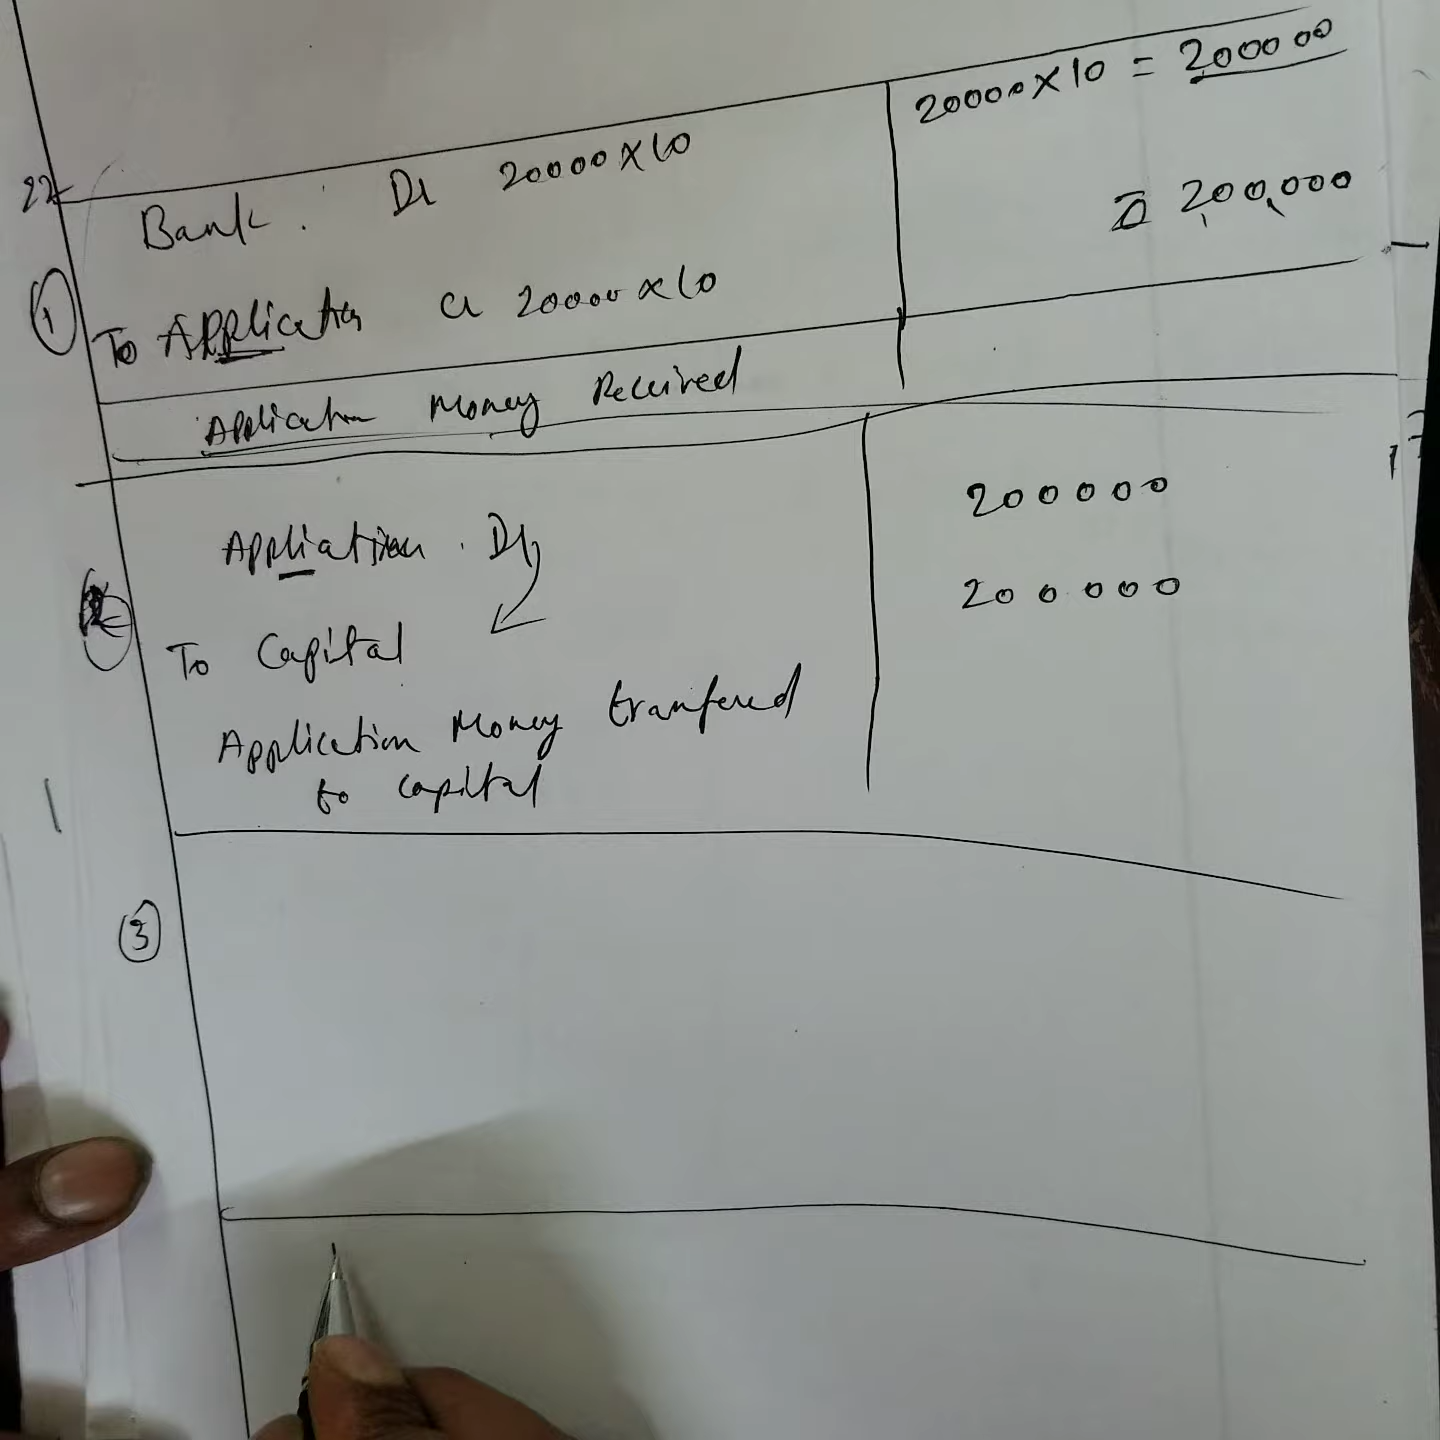 20000 × 10 = 200000
22
Bank. Dr 20000 × 10
200,000
1
To Application Cr 20000 × 10
Application Money Received
Application. Dr
200000
To Capital
200000
Application Money tranfered
to capital
3